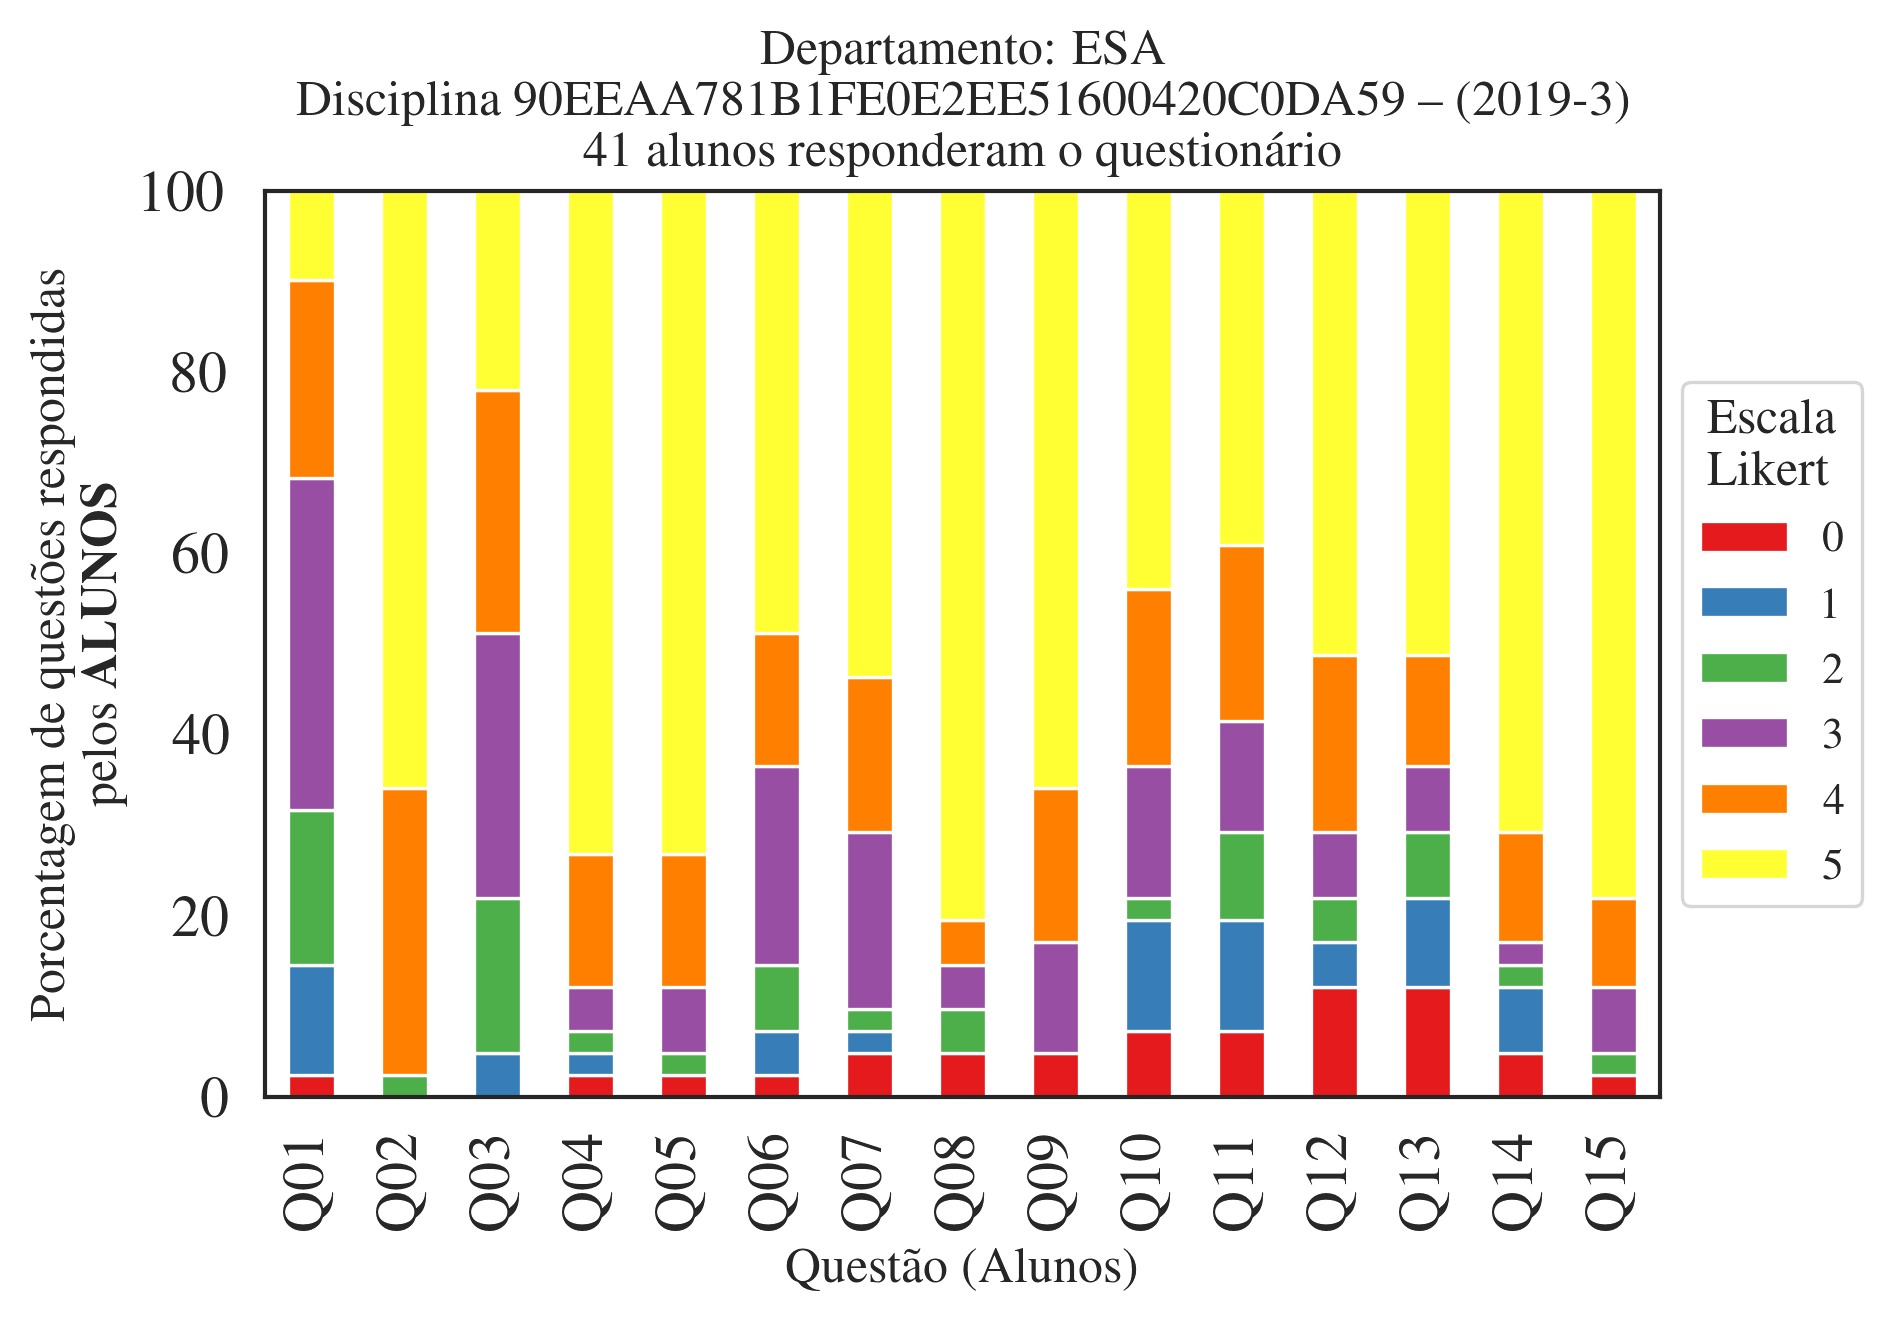 Departamento: ESA
Disciplina 90EEAA781B1FE0E2EE51600420C0DA59 – (2019-3)
41 alunos responderam o questionário
Porcentagem de questões respondidas
pelos ALUNOS
100
80
60
40
20
0
Q01
Q02
Q03
Q04
Q05
Q06
Q07
Q08
Q09
Q10
Q11
Q12
Q13
Q14
Q15
Questão (Alunos)
Escala
Likert
0
1
2
3
4
5